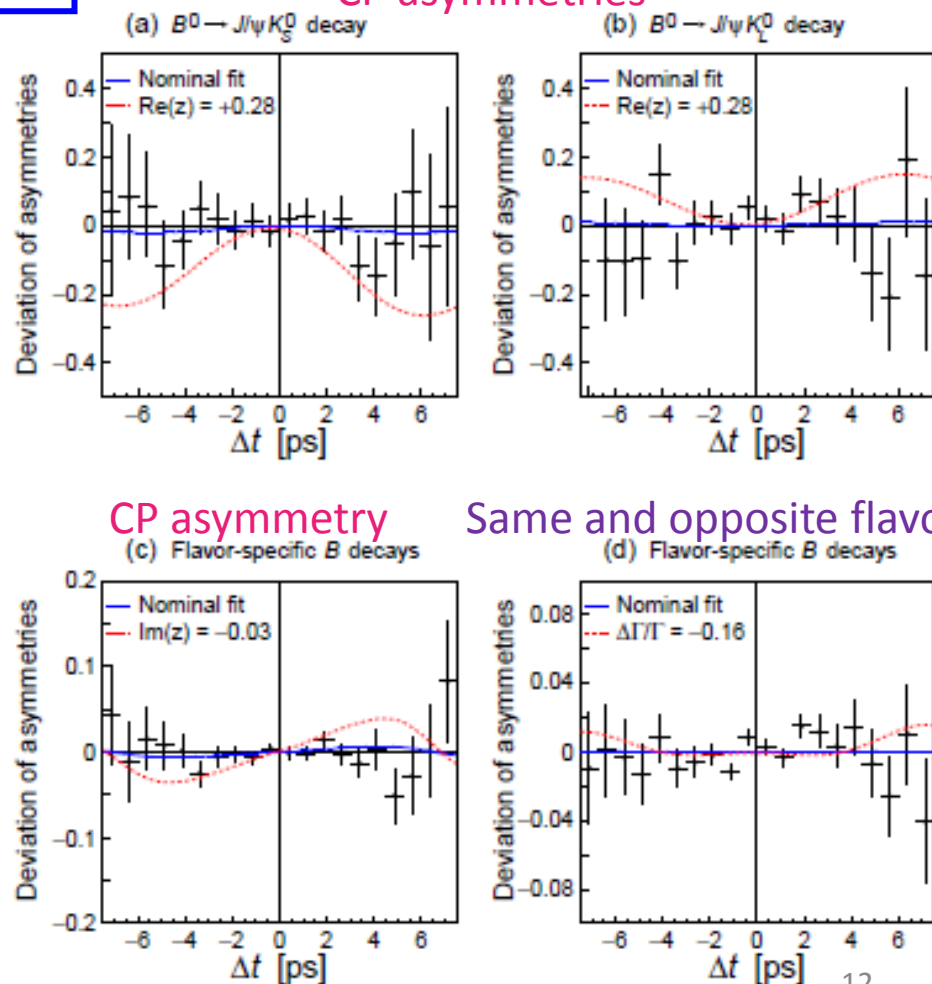 CP asymmetries
(a) B⁰ → J/ψ K⁰S decay
Nominal fit
Re(z) = +0.28
Deviation of asymmetries
0.4
0.2
0
−0.2
−0.4
−6 −4 −2 0 2 4 6
Δt [ps]
(b) B⁰ → J/ψ K⁰L decay
Nominal fit
Re(z) = +0.28
Deviation of asymmetries
0.4
0.2
0
−0.2
−0.4
−6 −4 −2 0 2 4 6
Δt [ps]
CP asymmetry
(c) Flavor-specific B decays
Nominal fit
Im(z) = −0.03
Deviation of asymmetries
0.2
0.1
0
−0.1
−0.2
−6 −4 −2 0 2 4 6
Δt [ps]
Same and opposite flavo
(d) Flavor-specific B decays
Nominal fit
ΔΓ/Γ = −0.16
Deviation of asymmetries
0.08
0.04
0
−0.04
−0.08
−6 −4 −2 0 2 4 6
Δt [ps]
12